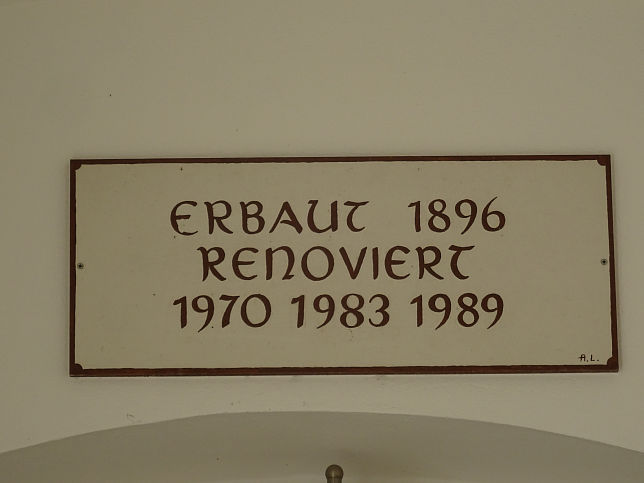 ERBAUT 1896
RENOVIERT
1970 1983 1989
A.L.